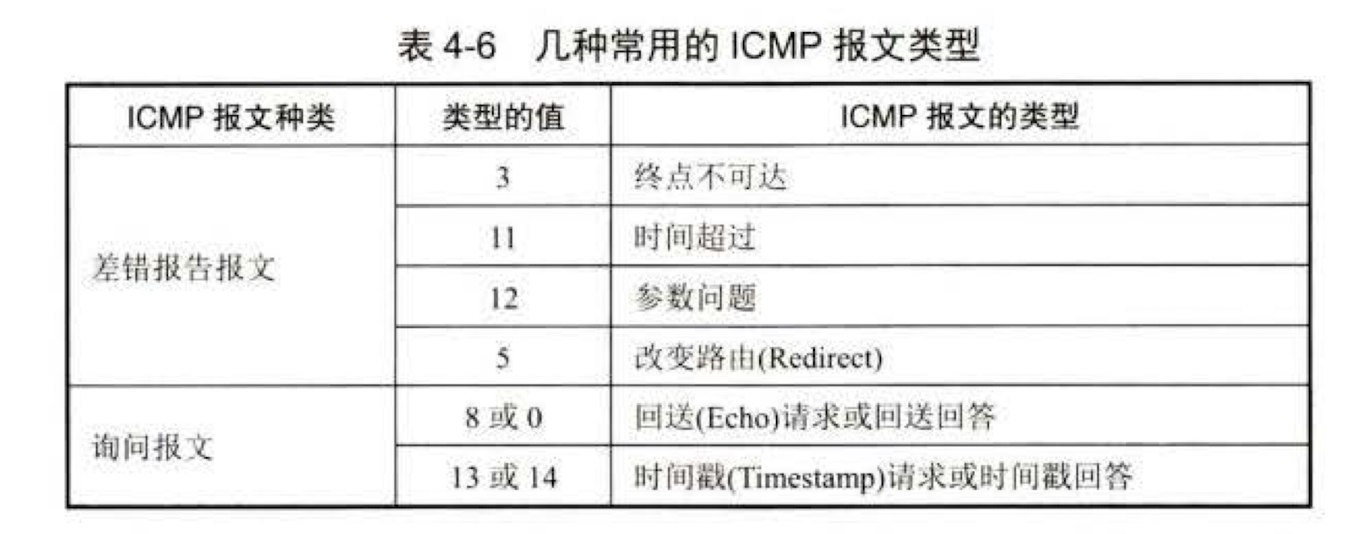 表 4-6 几种常用的 ICMP 报文类型
ICMP 报文种类 类型的值 ICMP 报文的类型
差错报告报文
3 终点不可达
11 时间超过
12 参数问题
5 改变路由(Redirect)
询问报文
8 或 0 回送(Echo)请求或回送回答
13 或 14 时间戳(Timestamp)请求或时间戳回答